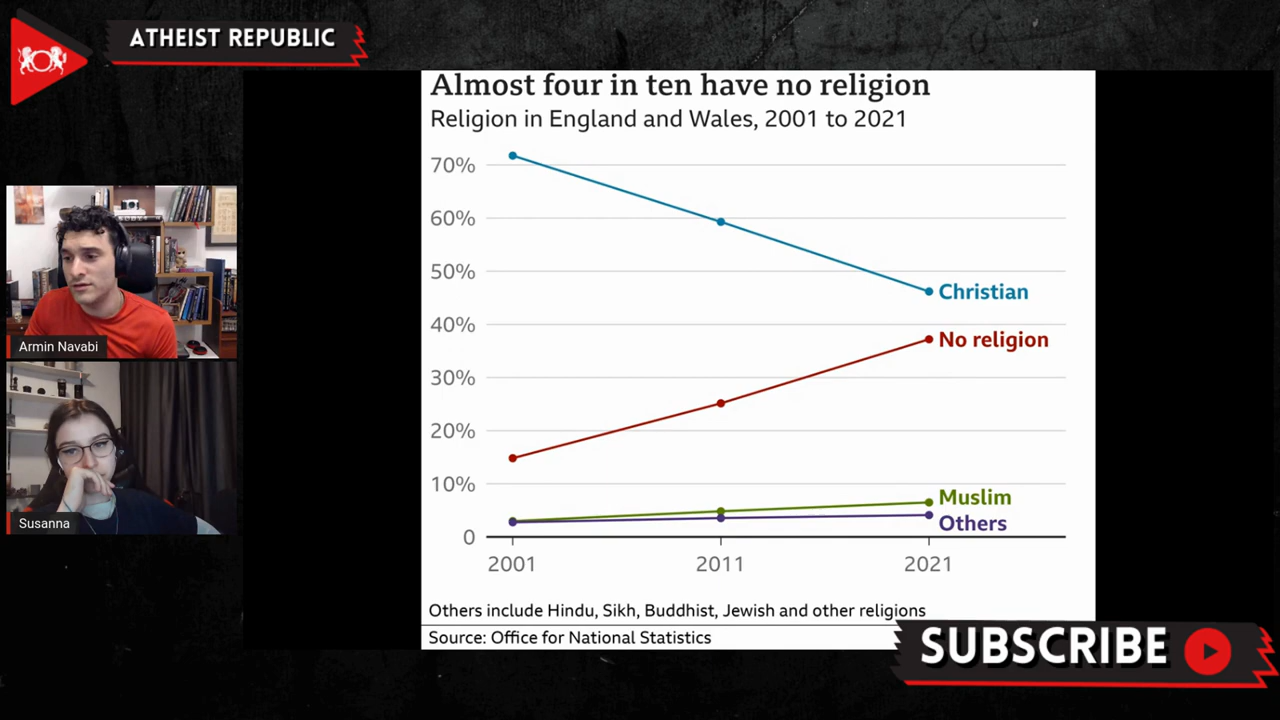 ATHEIST REPUBLIC
Almost four in ten have no religion
Religion in England and Wales, 2001 to 2021
70%
60%
50%
40%
30%
20%
10%
0
Christian
No religion
Muslim
Others
2001 2011 2021
Others include Hindu, Sikh, Buddhist, Jewish and other religions
Source: Office for National Statistics
Armin Navabi
Susanna
SUBSCRIBE